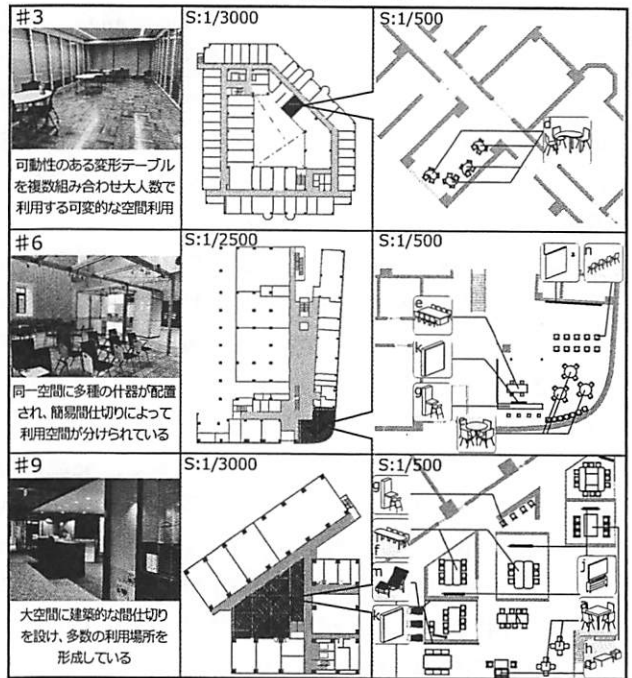 #3
可動性のある変形テーブル
を複数組み合わせ大人数で
利用する可変的な空間利用
S:1/3000
S:1/500
#6
同一空間に多種の什器が配置
され、簡易間仕切りによって
利用空間が分けられている
S:1/2500
S:1/500
n
e
k
g
#9
大空間に建築的な間仕切り
を設け、多数の利用場所を
形成している
S:1/3000
S:1/500
g
f
k
j
h